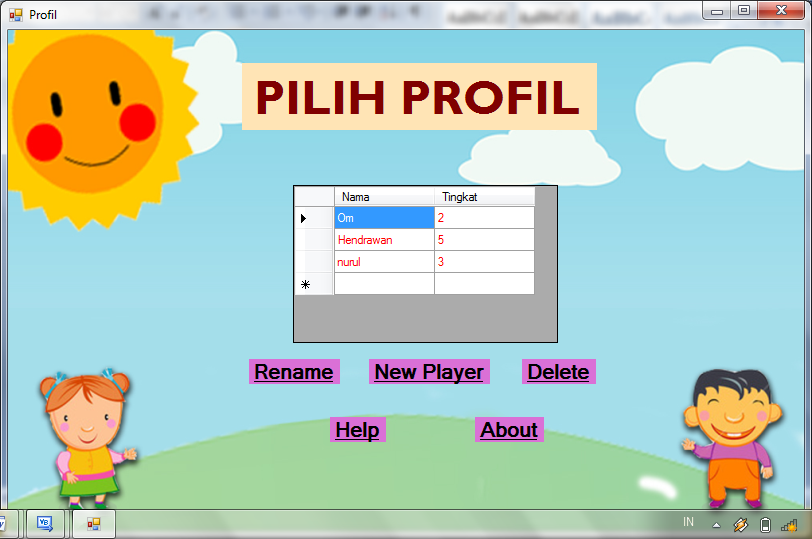 Profil
PILIH PROFIL
Nama Tingkat
Om 2
Hendrawan 5
nurul 3
Rename New Player Delete
Help About
IN